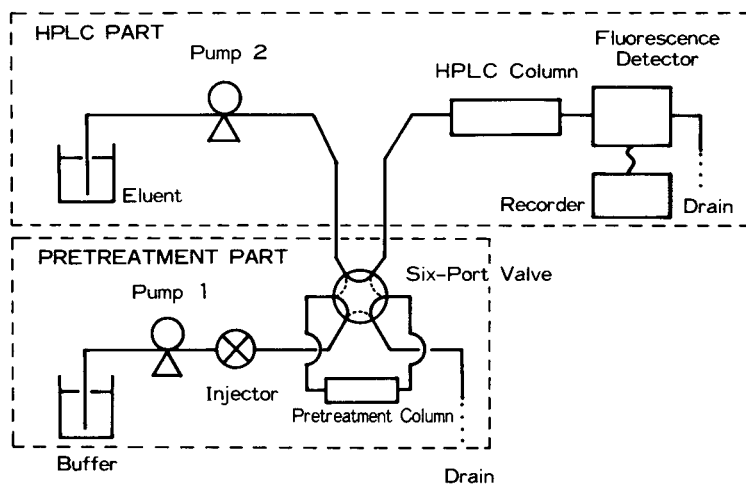 HPLC PART
Pump 2
Fluorescence
Detector
HPLC Column
Eluent
Recorder
Drain
PRETREATMENT PART
Six-Port Valve
Pump 1
Injector
Pretreatment Column
Buffer
Drain